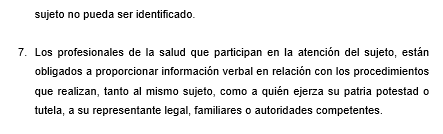 sujeto no pueda ser identificado.
7. Los profesionales de la salud que participan en la atención del sujeto, están
obligados a proporcionar información verbal en relación con los procedimientos
que realizan, tanto al mismo sujeto, como a quién ejerza su patria potestad o
tutela, a su representante legal, familiares o autoridades competentes.